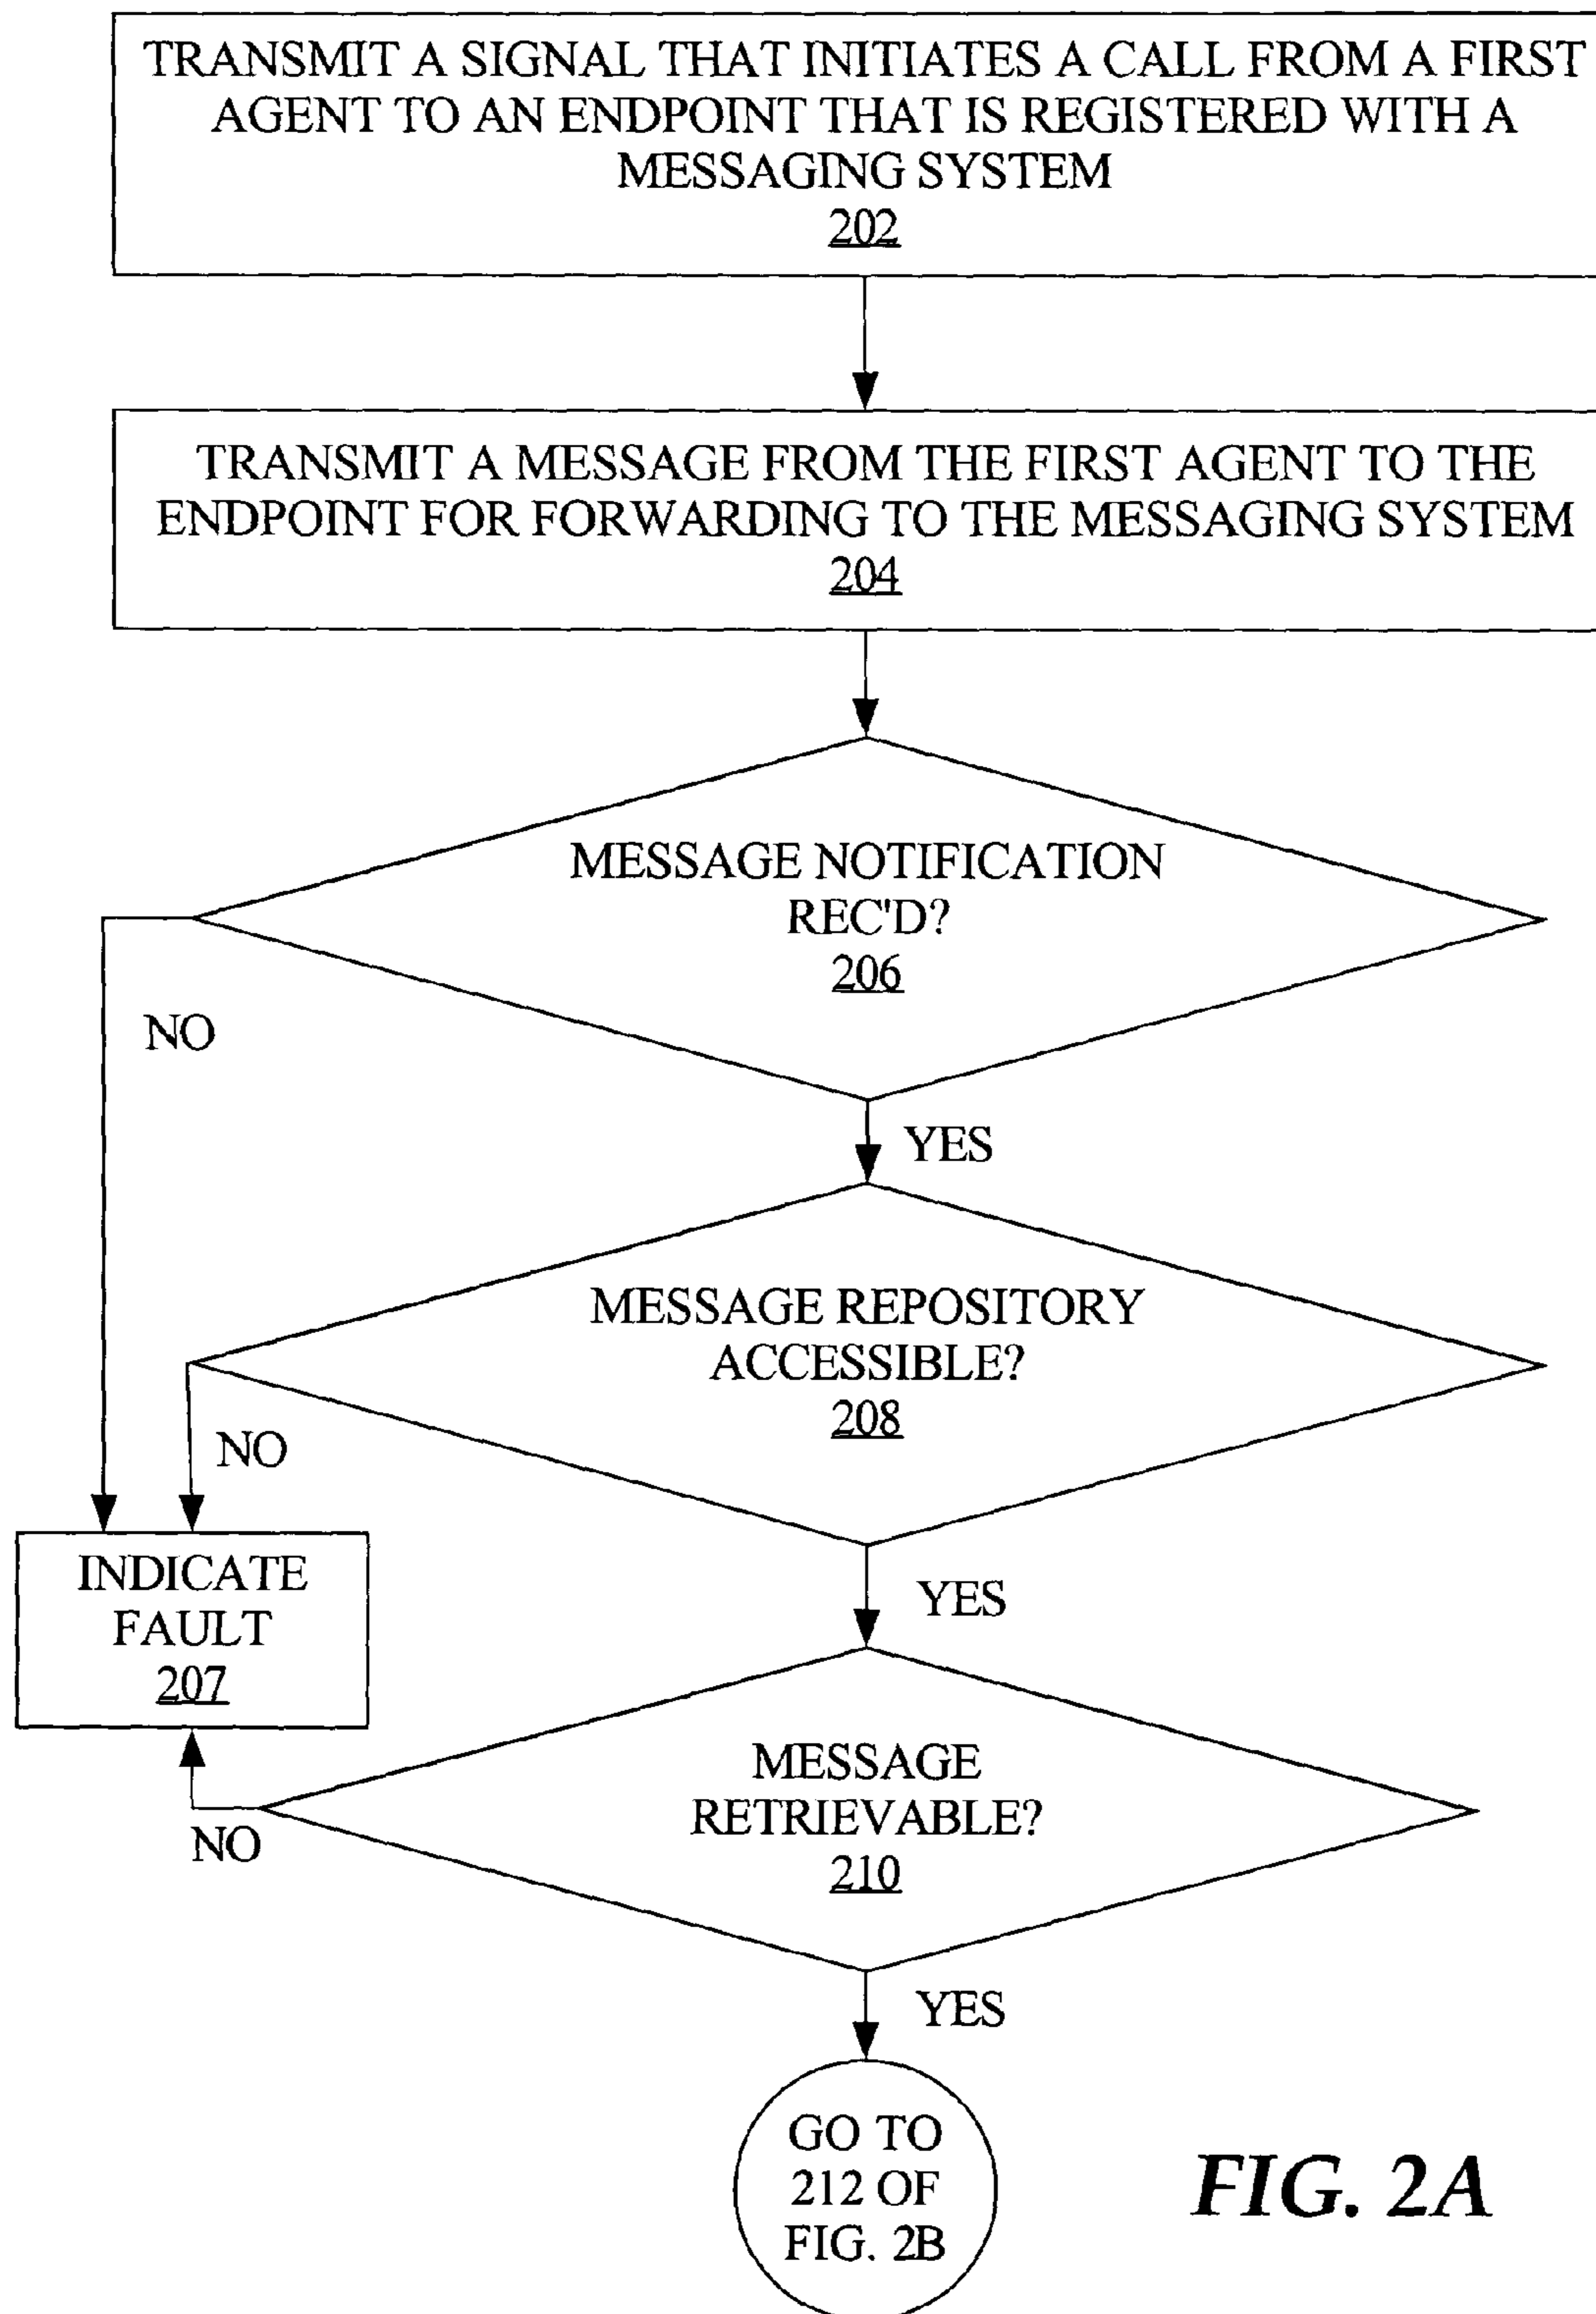 TRANSMIT A SIGNAL THAT INITIATES A CALL FROM A FIRST
AGENT TO AN ENDPOINT THAT IS REGISTERED WITH A
MESSAGING SYSTEM
202
TRANSMIT A MESSAGE FROM THE FIRST AGENT TO THE
ENDPOINT FOR FORWARDING TO THE MESSAGING SYSTEM
204
MESSAGE NOTIFICATION
REC'D?
206
NO
YES
MESSAGE REPOSITORY
ACCESSIBLE?
208
NO
INDICATE
FAULT
207
YES
MESSAGE
RETRIEVABLE?
210
NO
YES
GO TO
212 OF
FIG. 2B
FIG. 2A